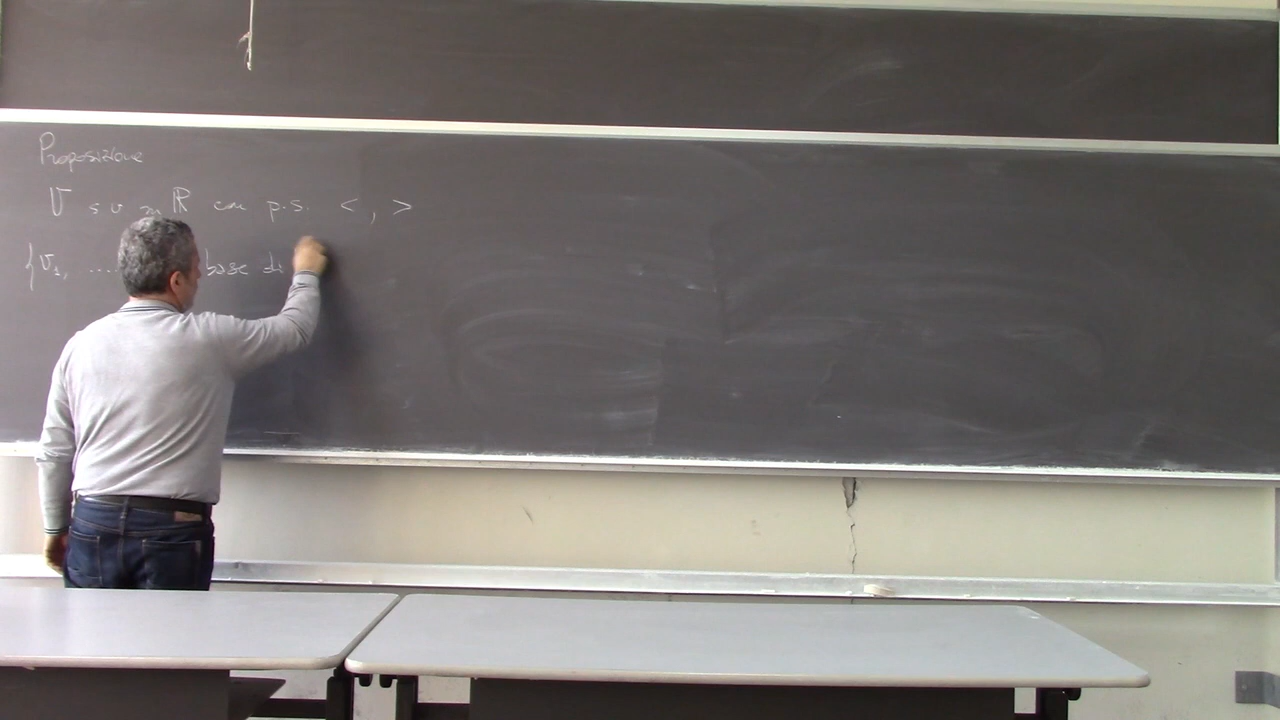 Proposizione
V s.v. su ℝ con p.s. < , >
{v₁, .... base di